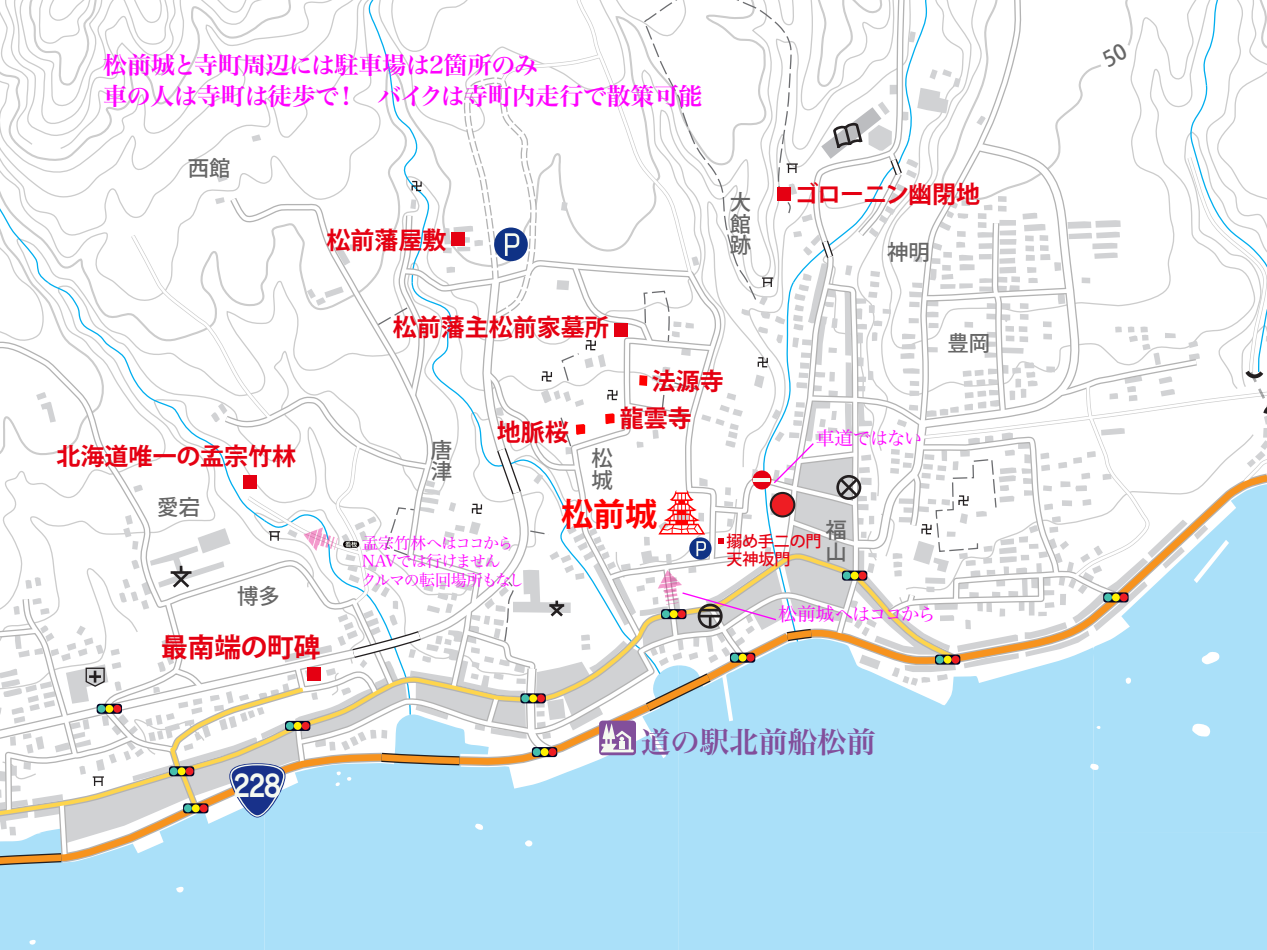 松前城と寺町周辺には駐車場は2箇所のみ
車の人は寺町は徒歩で!　バイクは寺町内走行で散策可能
50
西館
大館跡
ゴローニン幽閉地
松前藩屋敷
P
神明
松前藩主松前家墓所
豊岡
法源寺
龍雲寺
地脈桜
唐津
松城
車道ではない
北海道唯一の孟宗竹林
愛宕
松前城
福山
P
搦め手二の門
天神坂門
孟宗竹林へはココから
NAVでは行けません
クルマの転回場所もなし
博多
松前城へはココから
最南端の町碑
道の駅北前船松前
228